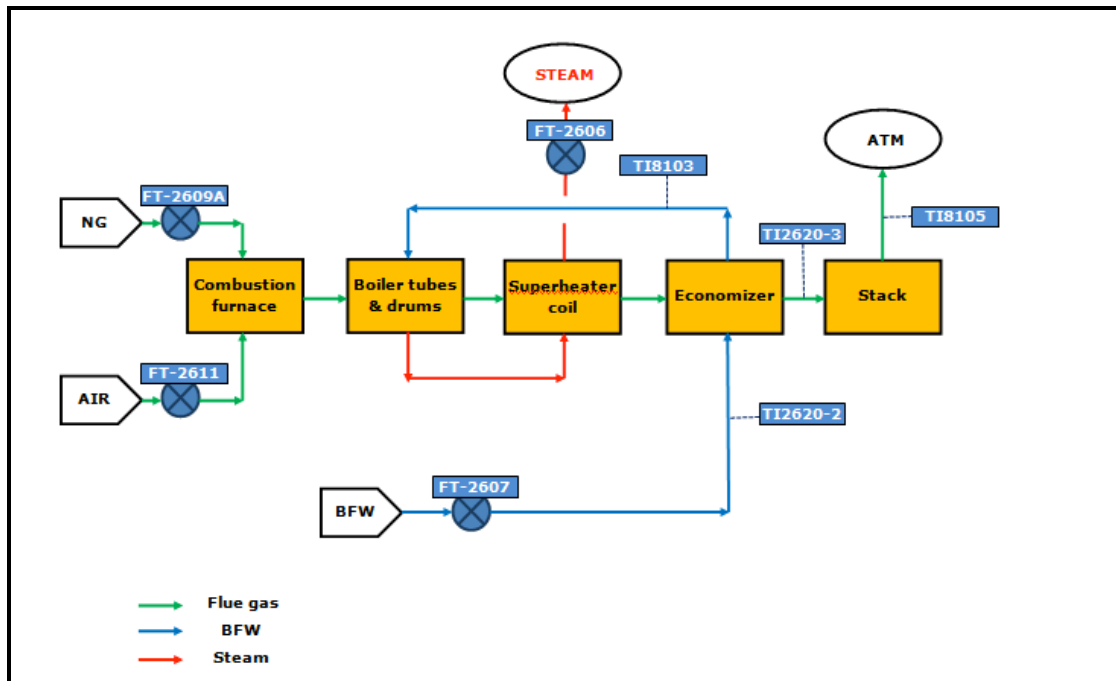 STEAM
FT-2606
ATM
TI8103
FT-2609A
NG
TI8105
TI2620-3
Combustion
furnace
Boiler tubes
& drums
Superheater
coil
Economizer
Stack
FT-2611
AIR
TI2620-2
FT-2607
BFW
Flue gas
BFW
Steam